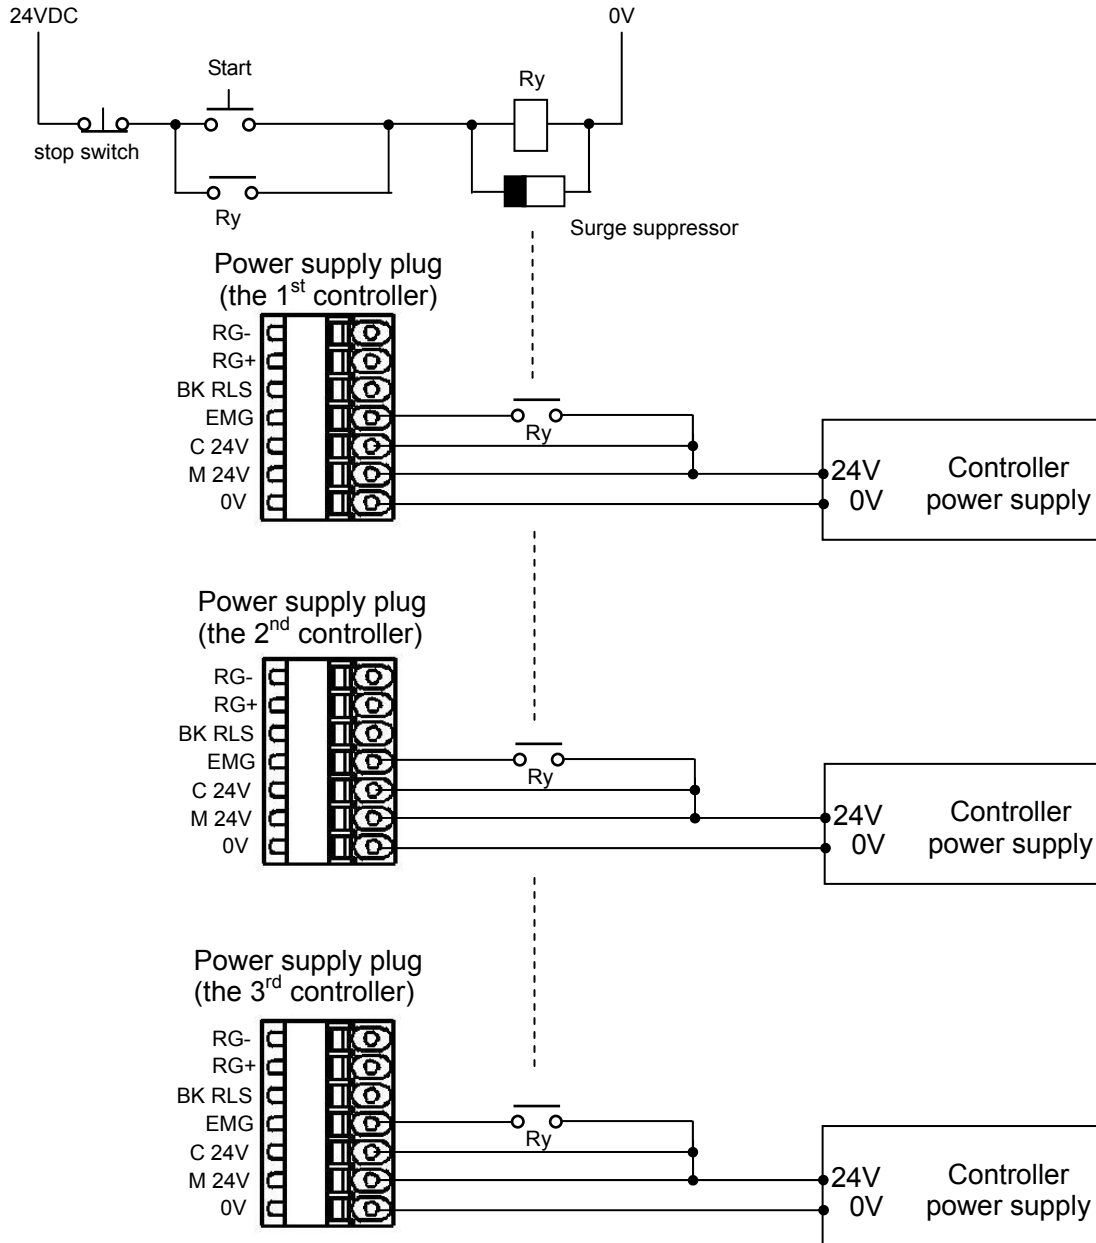 24VDC
0V
Start
Ry
stop switch
Ry
Surge suppressor
Power supply plug
(the 1st controller)
RG-
RG+
BK RLS
EMG
C 24V
M 24V
0V
Ry
24V
0V
Controller
power supply
Power supply plug
(the 2nd controller)
RG-
RG+
BK RLS
EMG
C 24V
M 24V
0V
Ry
24V
0V
Controller
power supply
Power supply plug
(the 3rd controller)
RG-
RG+
BK RLS
EMG
C 24V
M 24V
0V
Ry
24V
0V
Controller
power supply